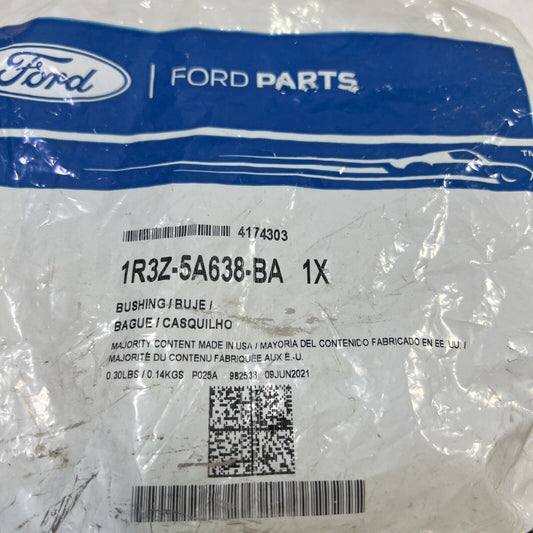 Ford | FORD PARTS
TM
4174303
1R3Z-5A638-BA 1X
BUSHING / BUJE /
BAGUE / CASQUILHO
MAJORITY CONTENT MADE IN USA / MAYORÍA DEL CONTENIDO FABRICADO EN EE. UU. /
MAJORITÉ DU CONTENU FABRIQUÉE AUX É.-U.
0.30LBS / 0.14KGS P025A 982538 09JUN2021